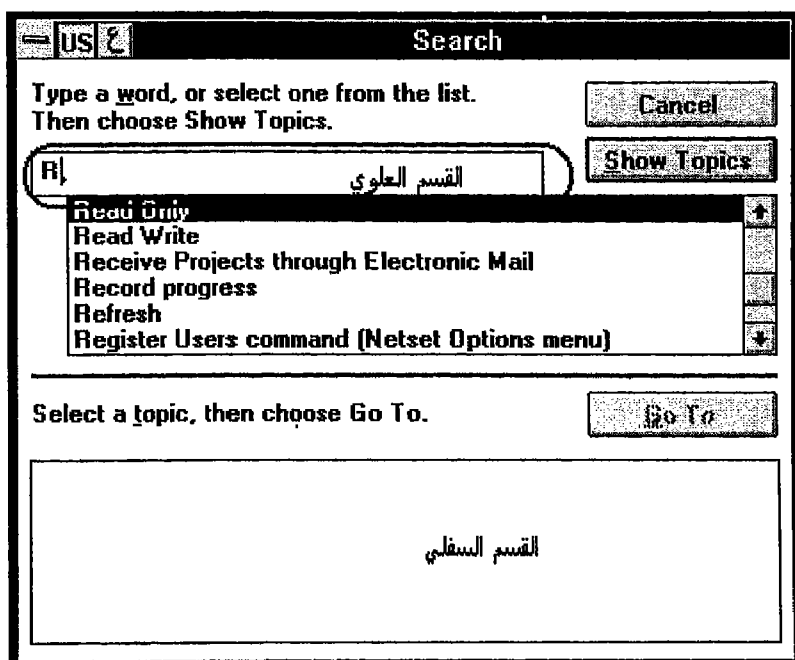 US ع Search
Type a word, or select one from the list.
Then choose Show Topics.
Cancel
Show Topics
R
القسم العلوي
Read Only
Read Write
Receive Projects through Electronic Mail
Record progress
Refresh
Register Users command (Netset Options menu)
Select a topic, then choose Go To.
Go To
القسم السفلي